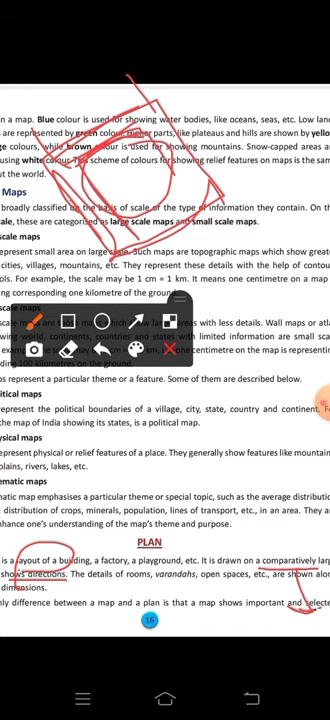 n a map. Blue colour is used for showing water bodies, like oceans, seas, etc. Low land
s are represented by green colour. Higher parts, like plateaus and hills are shown by yello
ge colours, while brown colour is used for showing mountains. Snow-capped areas ar
using white colour. This scheme of colours for showing relief features on maps is the sam
out the world.
Maps
broadly classified on the basis of scale or the type of information they contain. On th
cale, these are categorised as large scale maps and small scale maps.
scale maps
epresent small area on large scale. Such maps are topographic maps which show great
cities, villages, mountains, etc. They represent these details with the help of contou
ols. For example, the scale may be 1 cm = 1 km. It means one centimetre on a map i
ing corresponding one kilometre of the ground
scale maps
areas with less details. Wall maps or atla
with limited information are small sca
one centimetre on the map is representin
ding 100 kilometres on the ground.
ps represent a particular theme or a feature. Some of them are described below.
litical maps
epresent the political boundaries of a village, city, state, country and continent. F
the map of India showing its states, is a political map.
ysical maps
epresent physical or relief features of a place. They generally show features like mountain
plains, rivers, lakes, etc.
ematic maps
matic map emphasises a particular theme or special topic, such as the average distributio
, distribution of crops, minerals, population, lines of transport, etc., in an area. They ar
enhance one's understanding of the map's theme and purpose.
PLAN
is a layout of a building, a factory, a playground, etc. It is drawn on a comparatively larg
shows directions. The details of rooms, varandahs, open spaces, etc., are shown alon
dimensions.
nly difference between a map and a plan is that a map shows important and selecte
16